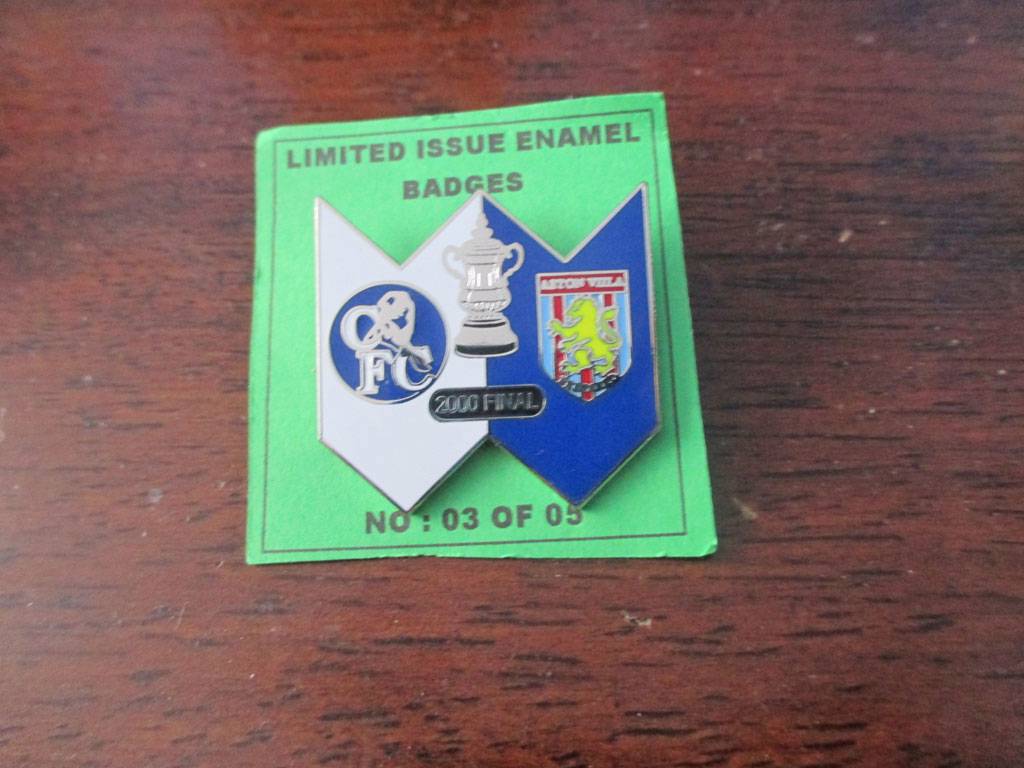 LIMITED ISSUE ENAMEL
BADGES
CFC
ASTON VILLA
2000 FINAL
NO : 03 OF 05